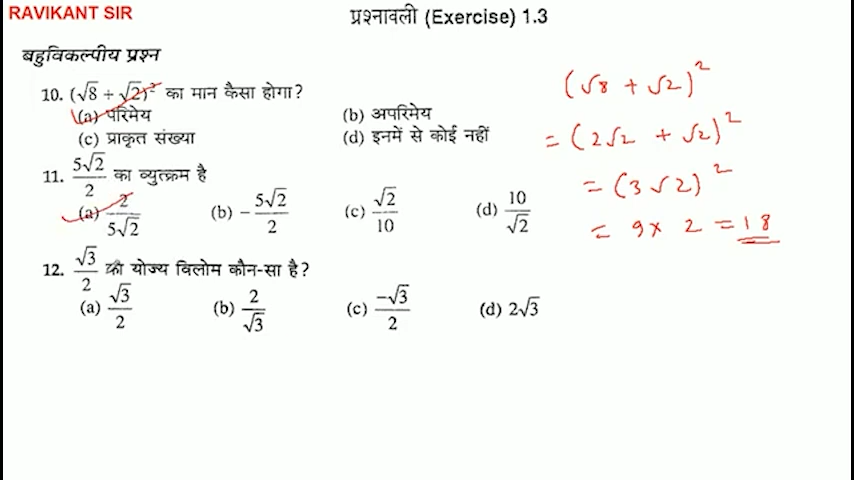 RAVIKANT SIR
प्रश्नावली (Exercise) 1.3
बहुविकल्पीय प्रश्न
10. (√8 + √2)² का मान कैसा होगा?
(a) परिमेय (b) अपरिमेय
(c) प्राकृत संख्या (d) इनमें से कोई नहीं
11. 5√2/2 का व्युत्क्रम है
(a) 2/5√2 (b) -5√2/2 (c) √2/10 (d) 10/√2
12. √3/2 का योज्य विलोम कौन-सा है?
(a) √3/2 (b) 2/√3 (c) -√3/2 (d) 2√3
(√8 + √2)²
= (2√2 + √2)²
= (3√2)²
= 9 × 2 = 18